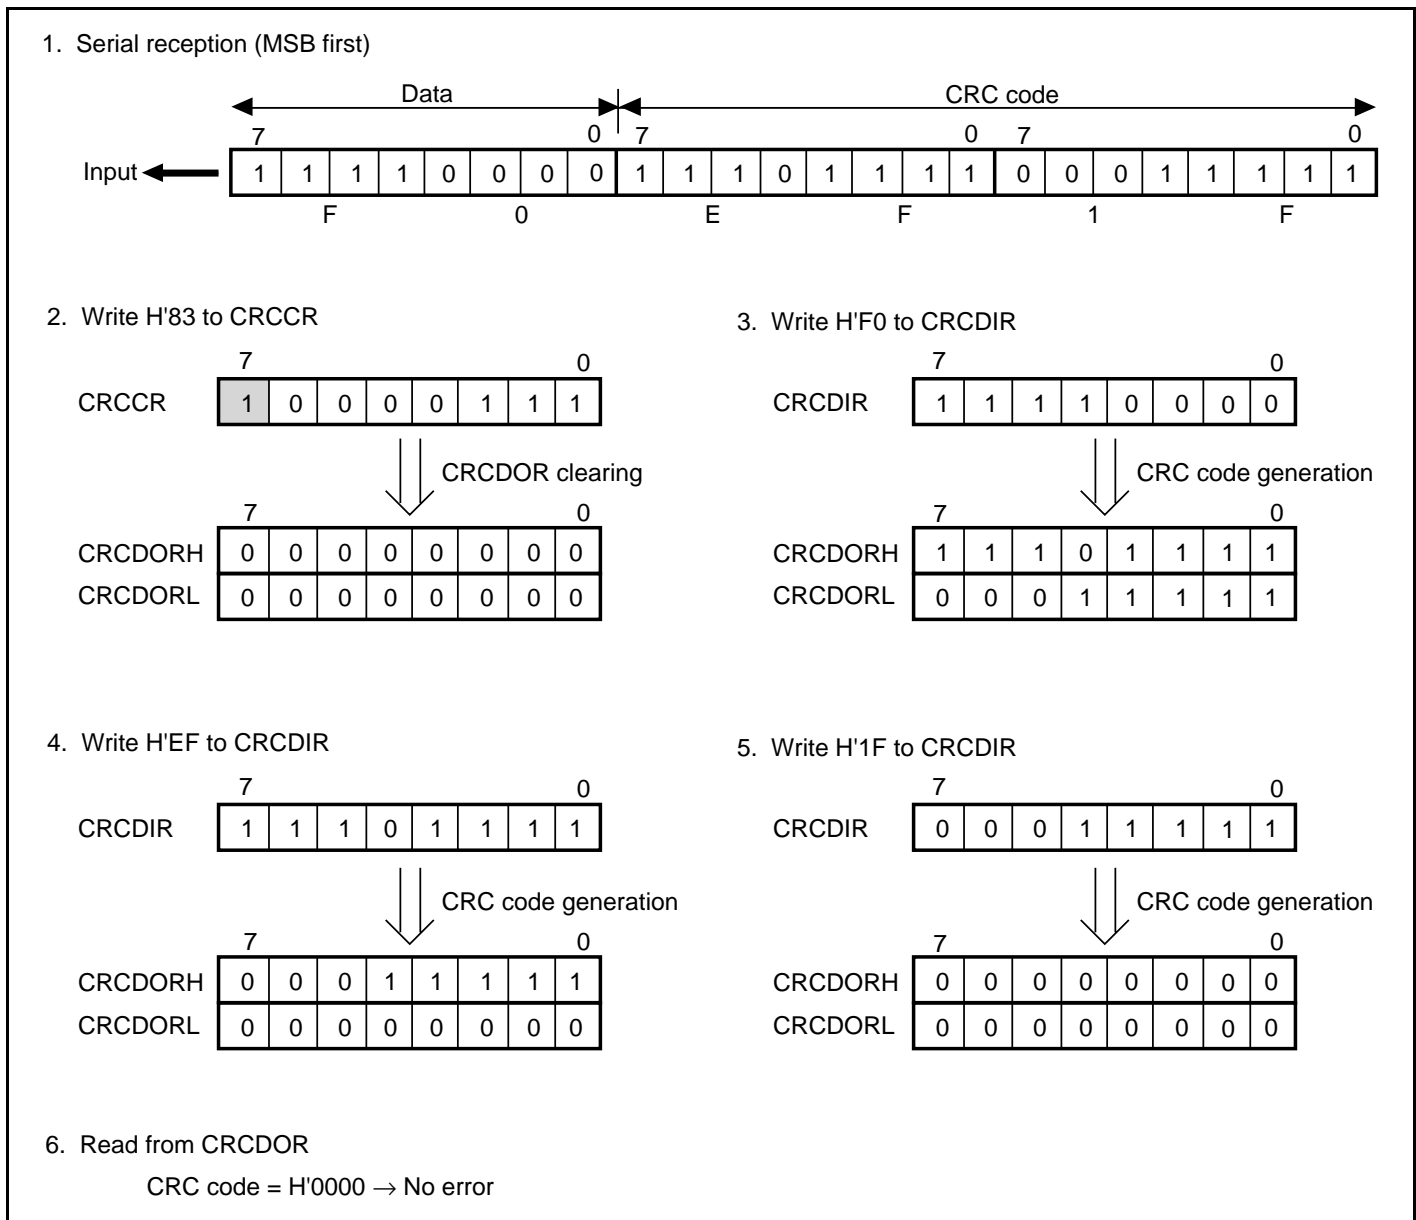 1. Serial reception (MSB first)
Data CRC code
7 0 7 0 7 0
Input 1 1 1 1 0 0 0 0 1 1 1 0 1 1 1 1 0 0 0 1 1 1 1 1
F 0 E F 1 F
2. Write H'83 to CRCCR
7 0
CRCCR 1 0 0 0 0 1 1 1
CRCDOR clearing
7 0
CRCDORH 0 0 0 0 0 0 0 0
CRCDORL 0 0 0 0 0 0 0 0
3. Write H'F0 to CRCDIR
7 0
CRCDIR 1 1 1 1 0 0 0 0
CRC code generation
7 0
CRCDORH 1 1 1 0 1 1 1 1
CRCDORL 0 0 0 1 1 1 1 1
4. Write H'EF to CRCDIR
7 0
CRCDIR 1 1 1 0 1 1 1 1
CRC code generation
7 0
CRCDORH 0 0 0 1 1 1 1 1
CRCDORL 0 0 0 0 0 0 0 0
5. Write H'1F to CRCDIR
7 0
CRCDIR 0 0 0 1 1 1 1 1
CRC code generation
7 0
CRCDORH 0 0 0 0 0 0 0 0
CRCDORL 0 0 0 0 0 0 0 0
6. Read from CRCDOR
CRC code = H'0000 → No error